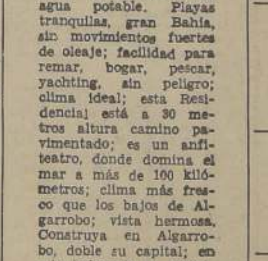 agua potable. Playas
tranquilas, gran Bahía,
sin movimientos fuertes
de oleaje; facilidad para
remar, bogar, pescar,
yachting, sin peligro;
clima ideal; esta Resi-
dencial está a 30 me-
tros altura camino pa-
vimentado; es un anfi-
teatro, donde domina el
mar a más de 100 kiló-
metros; clima más fres-
co que los bajos de Al-
garrobo; vista hermosa,
Construya en Algarro-
bo, doble su capital; en